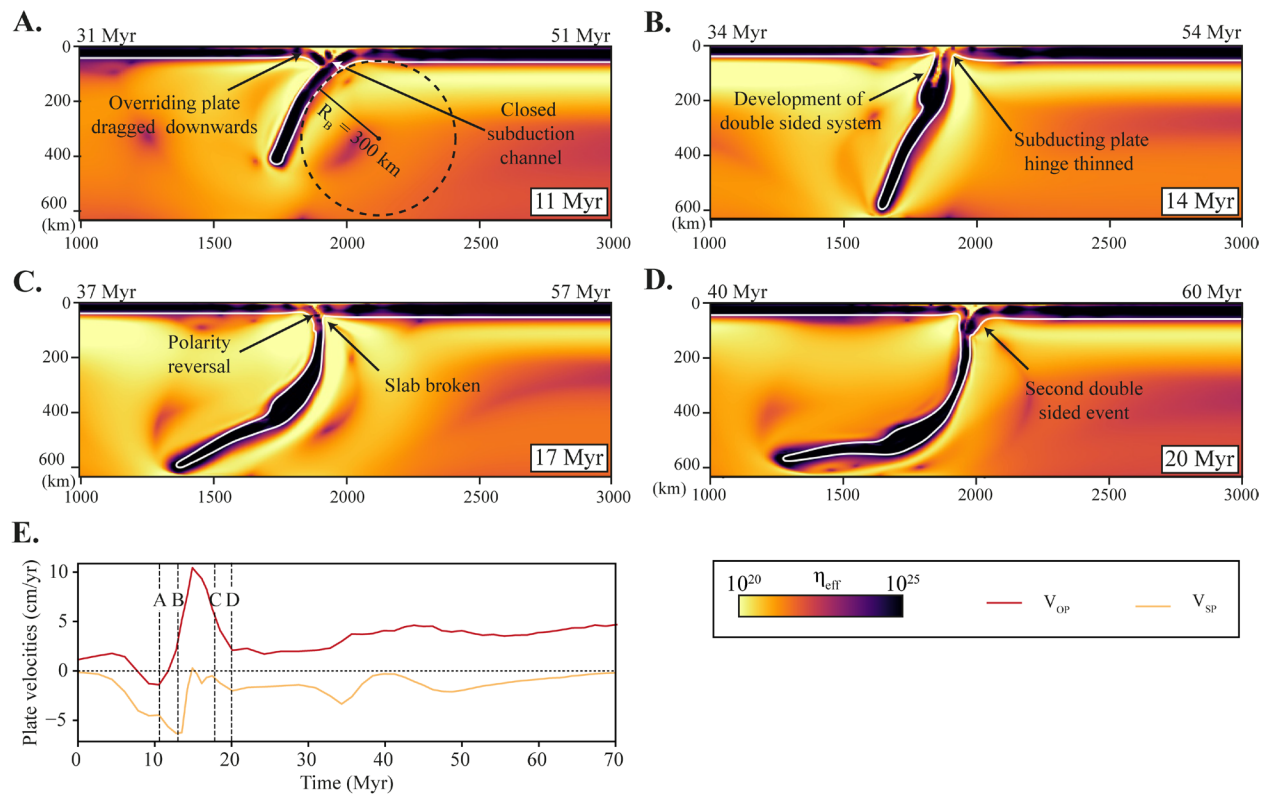 A.
31 Myr
51 Myr
0
200
400
600
(km)
Overriding plate
dragged downwards
R_B = 300 km
Closed
subduction
channel
11 Myr
1000
1500
2000
2500
3000
B.
34 Myr
54 Myr
0
200
400
600
(km)
Development of
double sided system
Subducting plate
hinge thinned
14 Myr
1000
1500
2000
2500
3000
C.
37 Myr
57 Myr
0
200
400
600
(km)
Polarity
reversal
Slab broken
17 Myr
1000
1500
2000
2500
3000
D.
40 Myr
60 Myr
0
200
400
600
(km)
Second double
sided event
20 Myr
1000
1500
2000
2500
3000
E.
Plate velocities (cm/yr)
10
5
0
−5
A B C D
0
10
20
30
40
50
60
70
Time (Myr)
10²⁰ η_eff 10²⁵
V_OP
V_SP